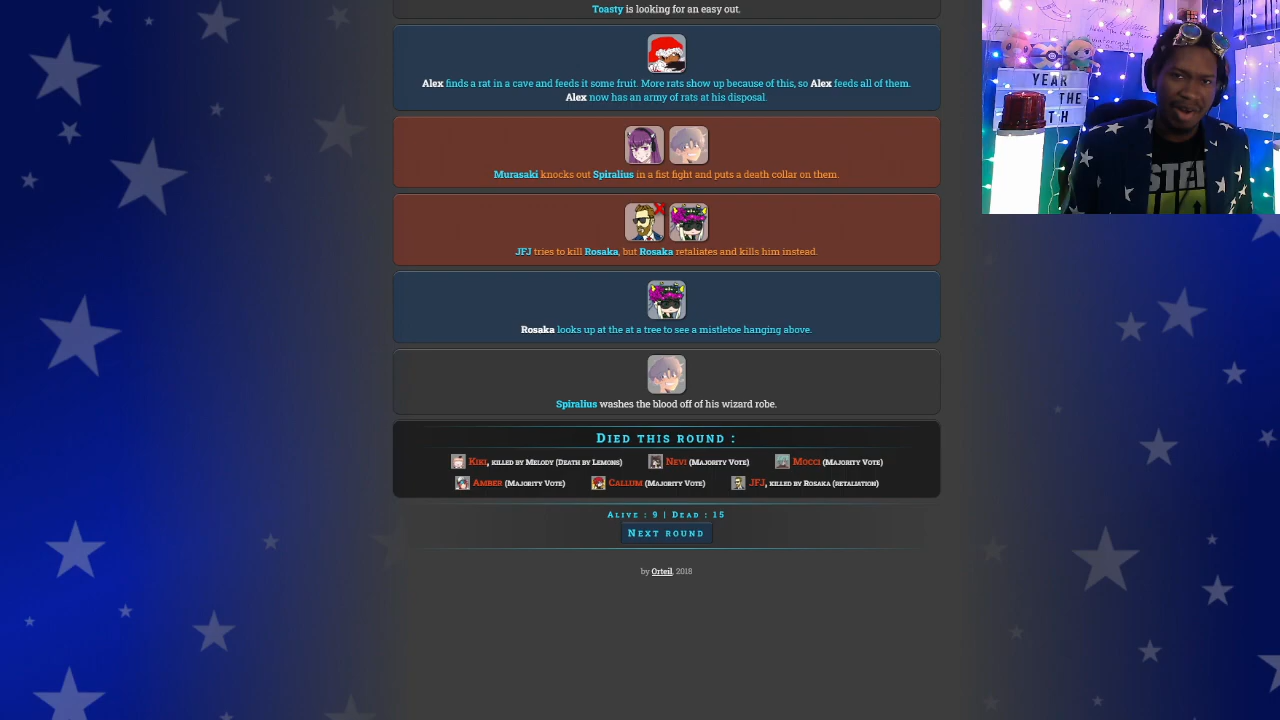 Toasty is looking for an easy out.
Alex finds a rat in a cave and feeds it some fruit. More rats show up because of this, so Alex feeds all of them.
Alex now has an army of rats at his disposal.
Murasaki knocks out Spiralius in a fist fight and puts a death collar on them.
JFJ tries to kill Rosaka, but Rosaka retaliates and kills him instead.
Rosaka looks up at the at a tree to see a mistletoe hanging above.
Spiralius washes the blood off of his wizard robe.
Died this round :
Kiki, killed by Melody (Death by Lemons) Nevi (Majority Vote) Mocci (Majority Vote)
Amber (Majority Vote) Callum (Majority Vote) JFJ, killed by Rosaka (retaliation)
Alive : 9 | Dead : 15
Next round
by Orteil, 2018
YEAR
THE
TH